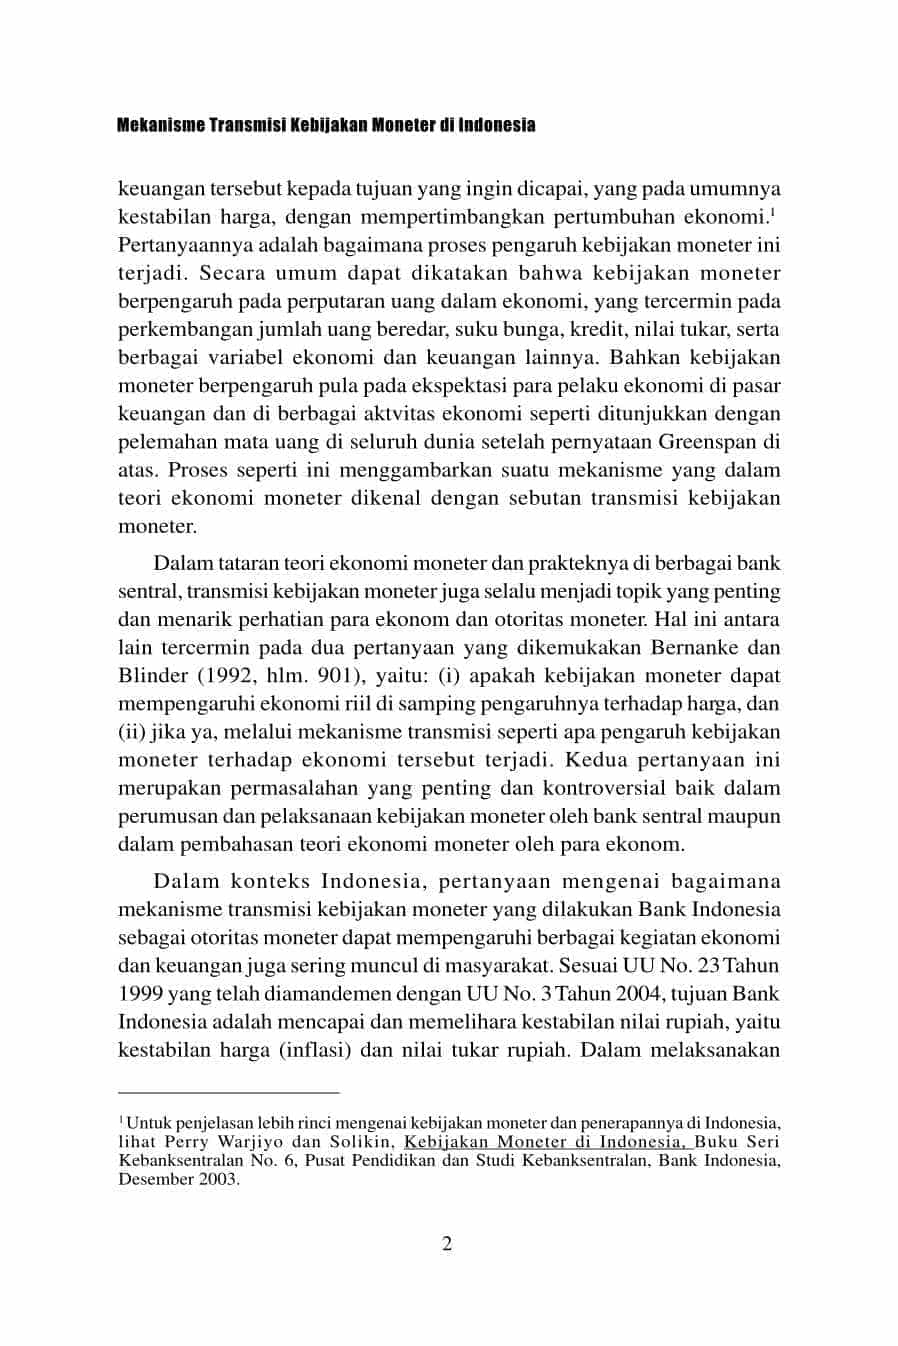 Mekanisme Transmisi Kebijakan Moneter di Indonesia
keuangan tersebut kepada tujuan yang ingin dicapai, yang pada umumnya
kestabilan harga, dengan mempertimbangkan pertumbuhan ekonomi.¹
Pertanyaannya adalah bagaimana proses pengaruh kebijakan moneter ini
terjadi. Secara umum dapat dikatakan bahwa kebijakan moneter
berpengaruh pada perputaran uang dalam ekonomi, yang tercermin pada
perkembangan jumlah uang beredar, suku bunga, kredit, nilai tukar, serta
berbagai variabel ekonomi dan keuangan lainnya. Bahkan kebijakan
moneter berpengaruh pula pada ekspektasi para pelaku ekonomi di pasar
keuangan dan di berbagai aktvitas ekonomi seperti ditunjukkan dengan
pelemahan mata uang di seluruh dunia setelah pernyataan Greenspan di
atas. Proses seperti ini menggambarkan suatu mekanisme yang dalam
teori ekonomi moneter dikenal dengan sebutan transmisi kebijakan
moneter.
Dalam tataran teori ekonomi moneter dan prakteknya di berbagai bank
sentral, transmisi kebijakan moneter juga selalu menjadi topik yang penting
dan menarik perhatian para ekonom dan otoritas moneter. Hal ini antara
lain tercermin pada dua pertanyaan yang dikemukakan Bernanke dan
Blinder (1992, hlm. 901), yaitu: (i) apakah kebijakan moneter dapat
mempengaruhi ekonomi riil di samping pengaruhnya terhadap harga, dan
(ii) jika ya, melalui mekanisme transmisi seperti apa pengaruh kebijakan
moneter terhadap ekonomi tersebut terjadi. Kedua pertanyaan ini
merupakan permasalahan yang penting dan kontroversial baik dalam
perumusan dan pelaksanaan kebijakan moneter oleh bank sentral maupun
dalam pembahasan teori ekonomi moneter oleh para ekonom.
Dalam konteks Indonesia, pertanyaan mengenai bagaimana
mekanisme transmisi kebijakan moneter yang dilakukan Bank Indonesia
sebagai otoritas moneter dapat mempengaruhi berbagai kegiatan ekonomi
dan keuangan juga sering muncul di masyarakat. Sesuai UU No. 23 Tahun
1999 yang telah diamandemen dengan UU No. 3 Tahun 2004, tujuan Bank
Indonesia adalah mencapai dan memelihara kestabilan nilai rupiah, yaitu
kestabilan harga (inflasi) dan nilai tukar rupiah. Dalam melaksanakan
¹ Untuk penjelasan lebih rinci mengenai kebijakan moneter dan penerapannya di Indonesia,
lihat Perry Warjiyo dan Solikin, Kebijakan Moneter di Indonesia, Buku Seri
Kebanksentralan No. 6, Pusat Pendidikan dan Studi Kebanksentralan, Bank Indonesia,
Desember 2003.
2